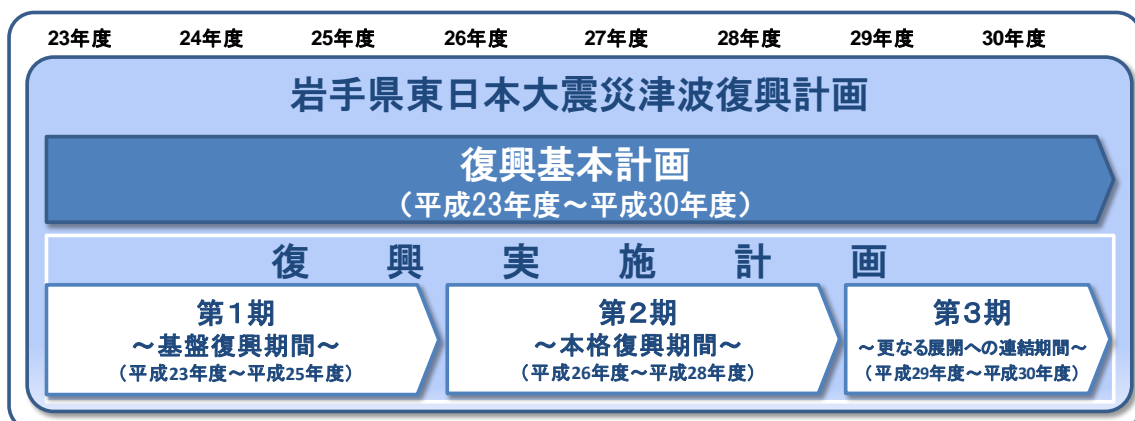 23年度 24年度 25年度 26年度 27年度 28年度 29年度 30年度
岩手県東日本大震災津波復興計画
復興基本計画
（平成23年度～平成30年度）
復興実施計画
第１期
～基盤復興期間～
（平成23年度～平成25年度）
第２期
～本格復興期間～
（平成26年度～平成28年度）
第３期
～更なる展開への連結期間～
（平成29年度～平成30年度）